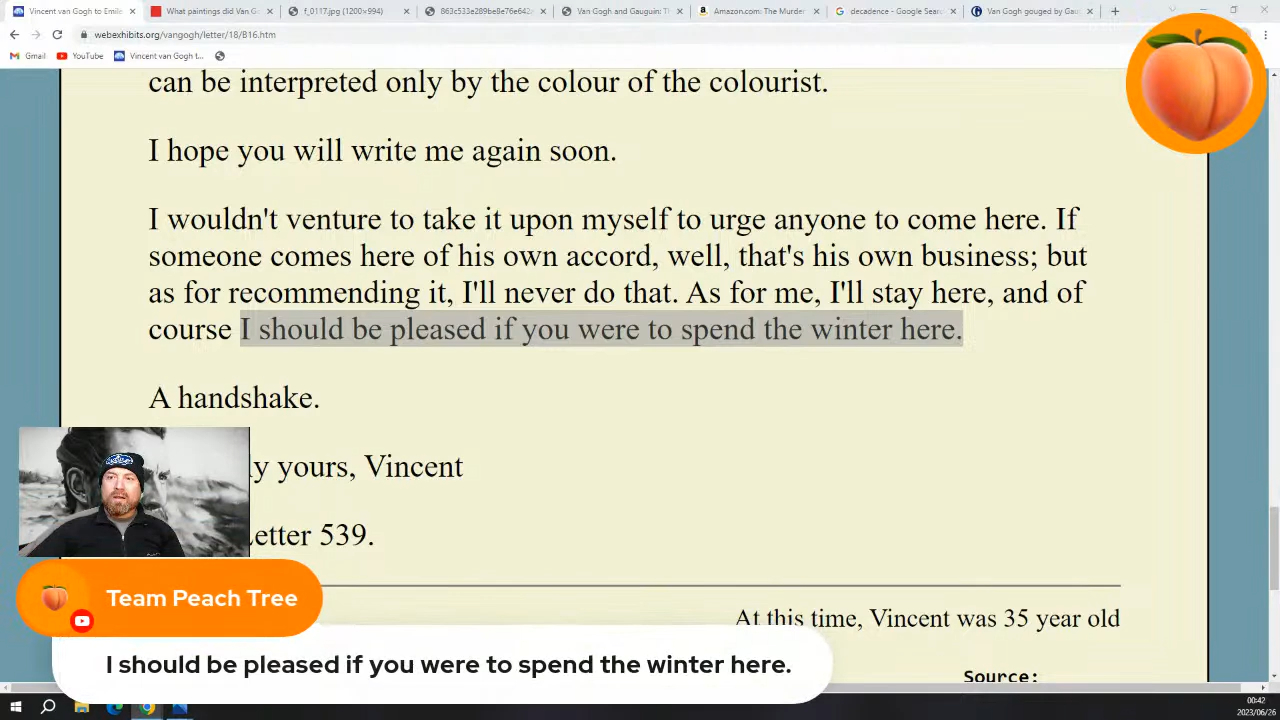 Vincent van Gogh to Emile
What paintings did Van G
f_0117.jpg (1200×994)
Van Gogh and Gauguin: Th
Amazon.com: The Murder
decadence - Google Sear
Van Gogh gouged by Gau
webexhibits.org/vangogh/letter/18/B16.htm
Gmail
YouTube
Vincent van Gogh t...
can be interpreted only by the colour of the colourist.
I hope you will write me again soon.
I wouldn't venture to take it upon myself to urge anyone to come here. If
someone comes here of his own accord, well, that's his own business; but
as for recommending it, I'll never do that. As for me, I'll stay here, and of
course I should be pleased if you were to spend the winter here.
A handshake.
ly yours, Vincent
Letter 539.
At this time, Vincent was 35 year old
Source:
Team Peach Tree
I should be pleased if you were to spend the winter here.
00:42
2023/06/26